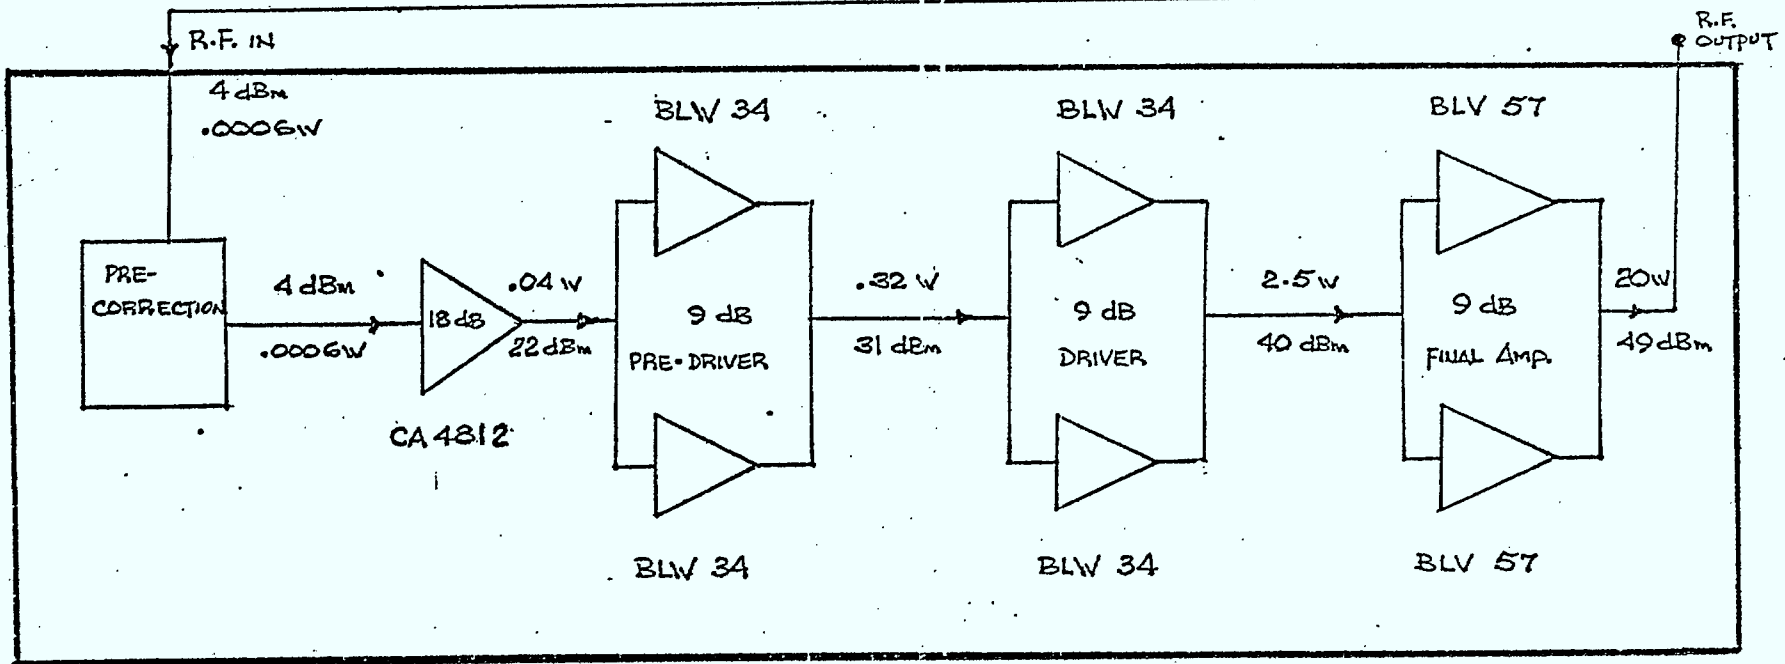 R.F. IN
R.F.
OUTPUT
4 dBm
.0006W
BLW 34
BLW 34
BLV 57
PRE-
CORRECTION
4 dBm
.0006W
18 dB
CA 4812
.04 W
22 dBm
9 dB
PRE-DRIVER
.32 W
31 dBm
9 dB
DRIVER
2.5 W
40 dBm
9 dB
FINAL AMP.
20W
49 dBm
BLW 34
BLW 34
BLV 57